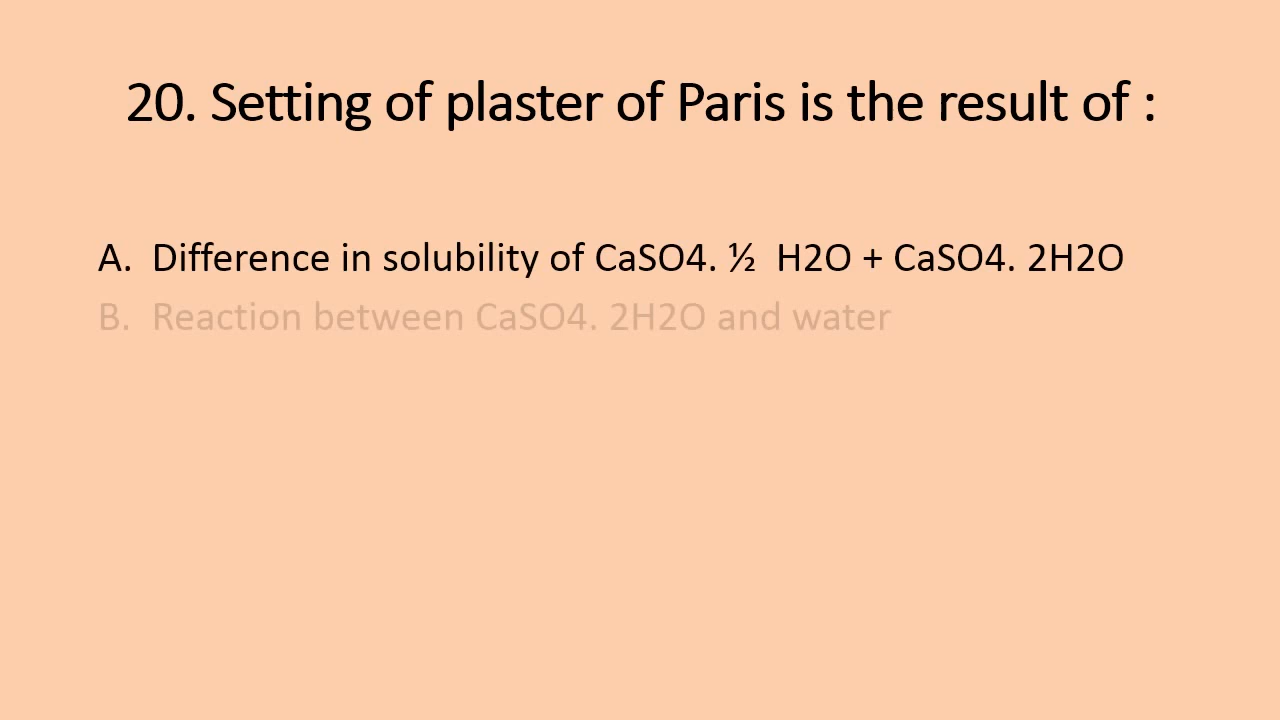 20. Setting of plaster of Paris is the result of :
A. Difference in solubility of CaSO4. ½ H2O + CaSO4. 2H2O
B. Reaction between CaSO4. 2H2O and water